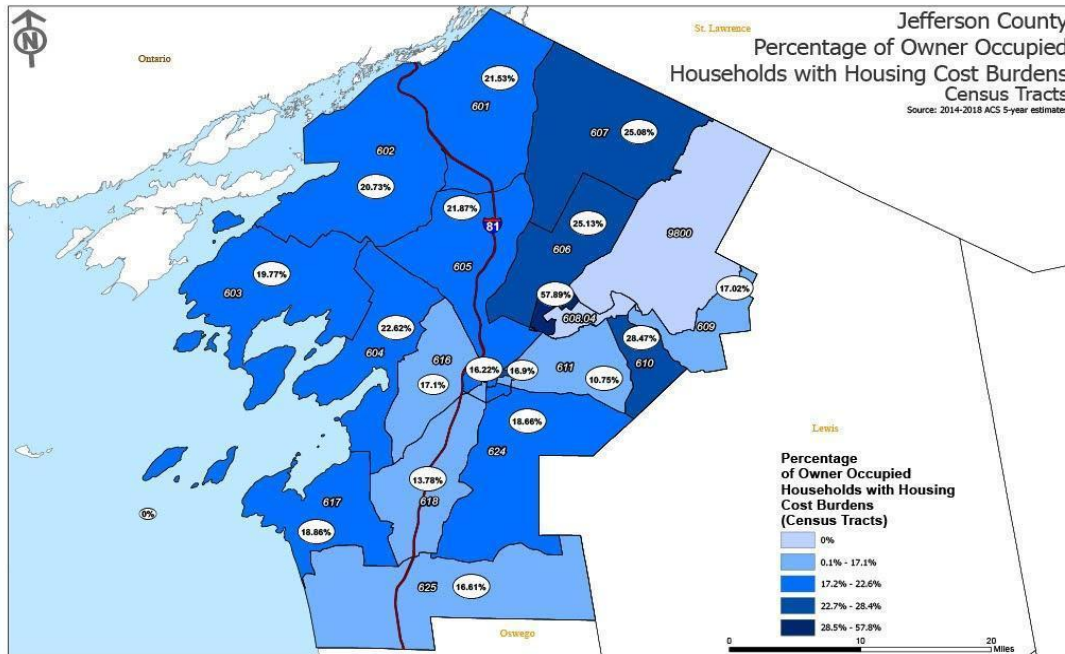 Jefferson County
Percentage of Owner Occupied
Households with Housing Cost Burdens
Census Tracts
Source: 2014-2018 ACS 5-year estimates
N
Ontario
St. Lawrence
21.53%
601
607
25.08%
602
20.73%
21.87%
81
25.13%
606
9800
605
19.77%
603
57.89%
17.02%
608.04
609
22.62%
604
616
28.47%
610
16.22%
16.9%
611
17.1%
10.75%
18.66%
624
Lewis
13.78%
618
617
0%
18.86%
625
16.61%
Oswego
Percentage
of Owner Occupied
Households with Housing
Cost Burdens
(Census Tracts)
0%
0.1% - 17.1%
17.2% - 22.6%
22.7% - 28.4%
28.5% - 57.8%
0 10 20
Miles